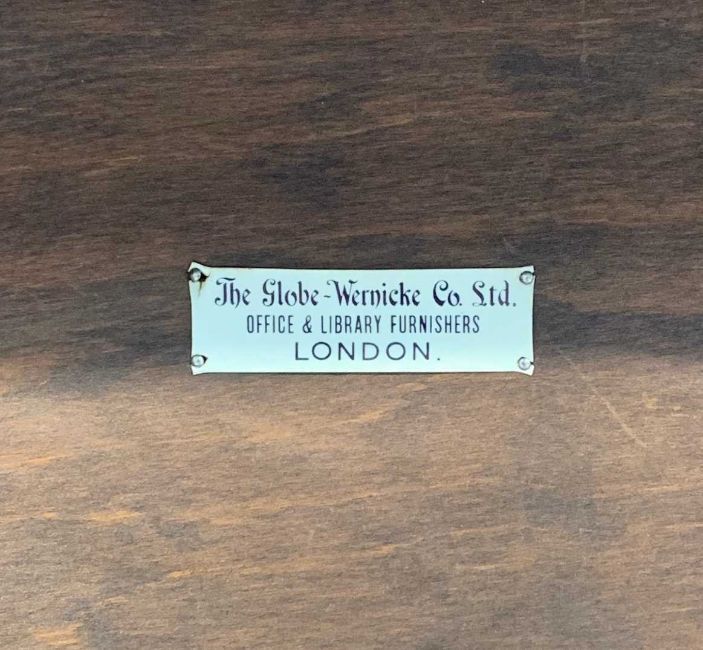 The Globe-Wernicke Co. Ltd.
OFFICE & LIBRARY FURNISHERS
LONDON.